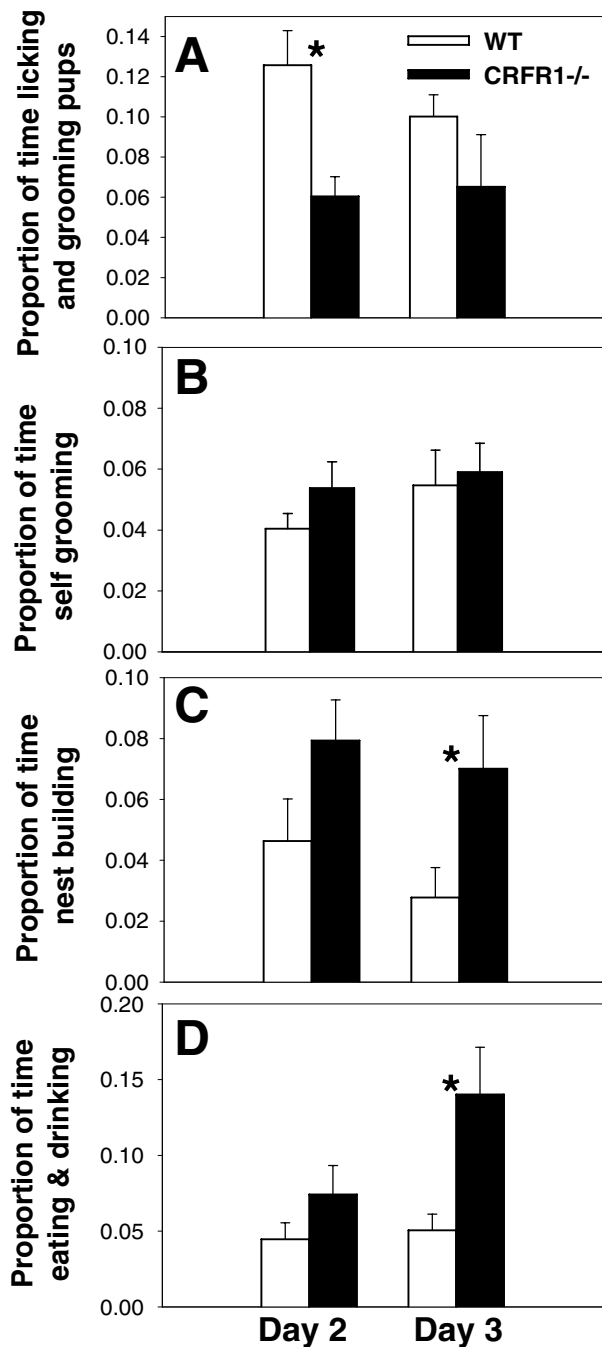 Proportion of time licking
and grooming pups
0.14
0.12
0.10
0.08
0.06
0.04
0.02
0.00
A
*
WT
CRFR1-/-
Proportion of time
self grooming
0.10
0.08
0.06
0.04
0.02
0.00
B
Proportion of time
nest building
0.10
0.08
0.06
0.04
0.02
0.00
C
*
Proportion of time
eating & drinking
0.20
0.15
0.10
0.05
0.00
D
*
Day 2 Day 3